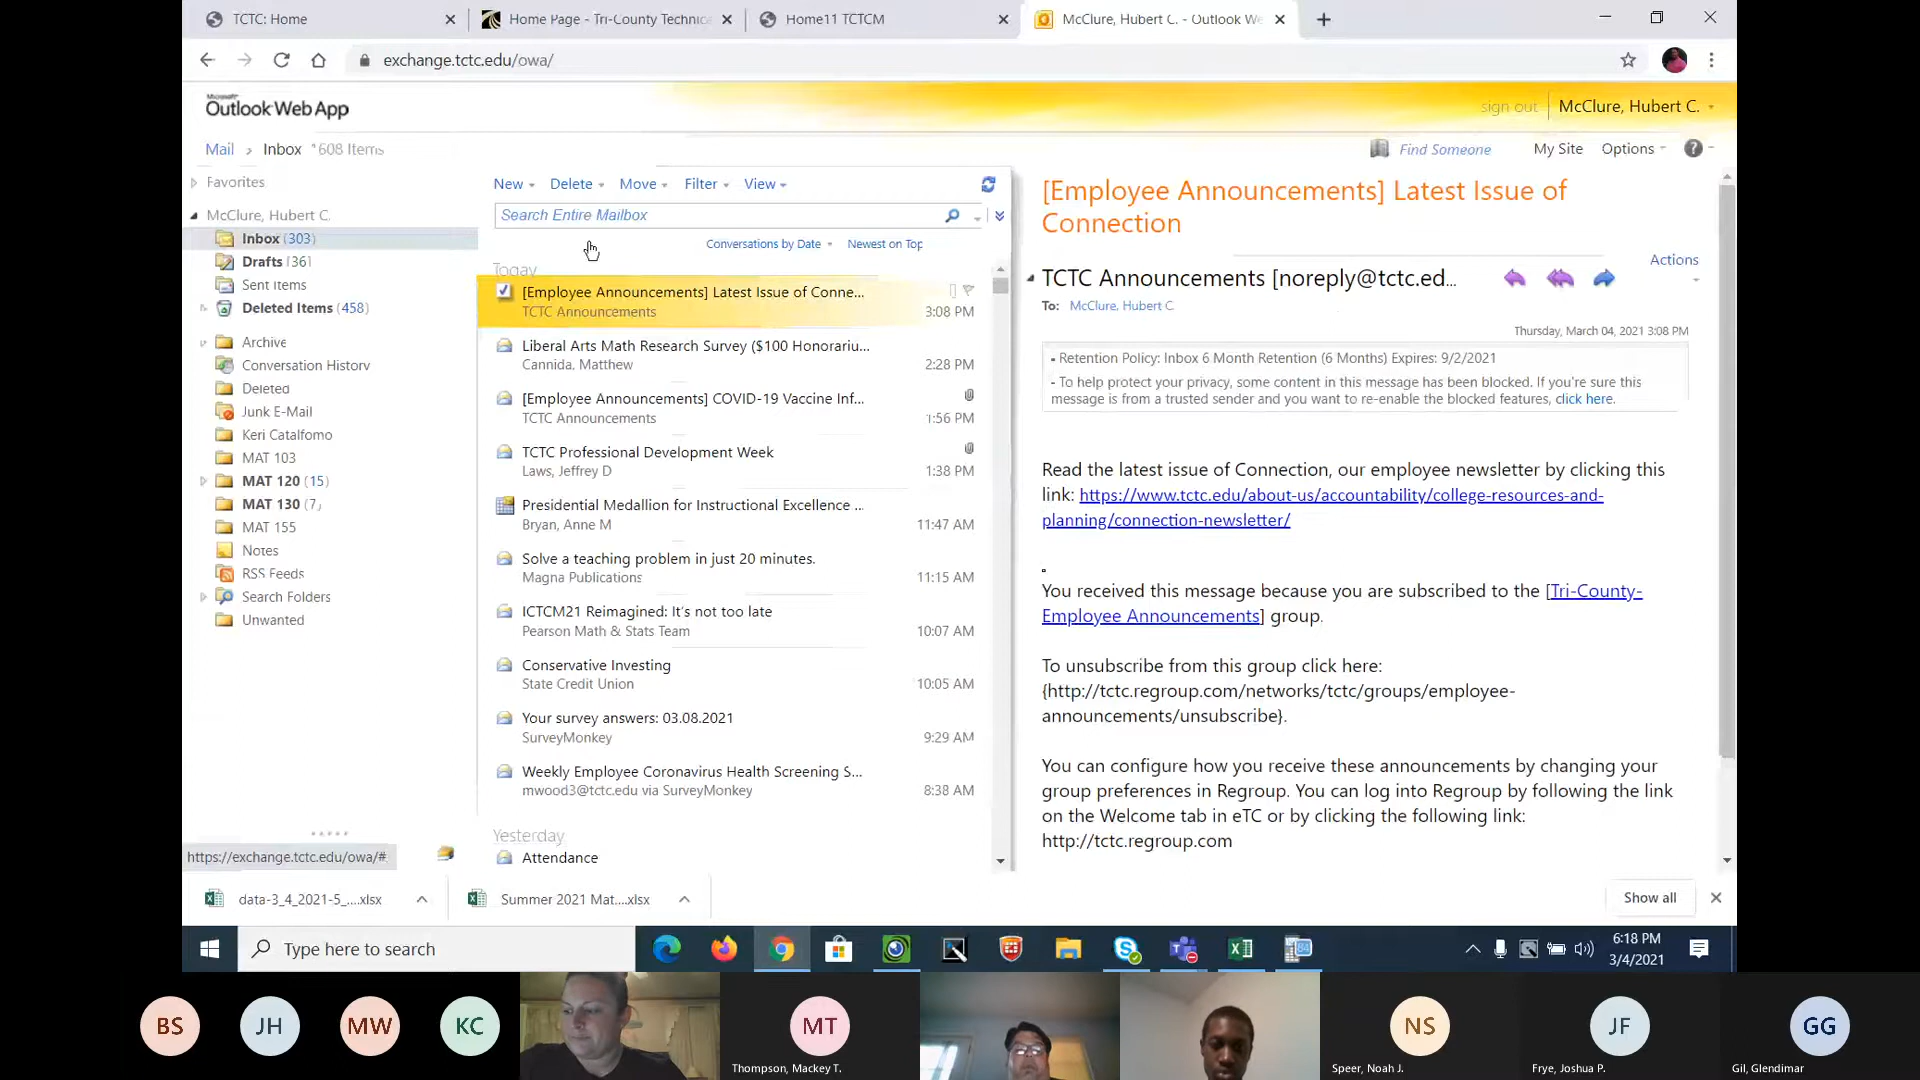 TCTC: Home
Home Page - Tri-County Technica
Home11 TCTCM
McClure, Hubert C. - Outlook We
exchange.tctc.edu/owa/
Microsoft
Outlook Web App
sign out
McClure, Hubert C.
Mail › Inbox 1608 Items
Find Someone
My Site
Options
Favorites
McClure, Hubert C.
Inbox (303)
Drafts [36]
Sent Items
Deleted Items (458)
Archive
Conversation History
Deleted
Junk E-Mail
Keri Catalfomo
MAT 103
MAT 120 (15)
MAT 130 (7)
MAT 155
Notes
RSS Feeds
Search Folders
Unwanted
https://exchange.tctc.edu/owa/#
New
Delete
Move
Filter
View
Search Entire Mailbox
Conversations by Date
Newest on Top
Today
[Employee Announcements] Latest Issue of Conne...
TCTC Announcements 3:08 PM
Liberal Arts Math Research Survey ($100 Honorariu...
Cannida, Matthew 2:28 PM
[Employee Announcements] COVID-19 Vaccine Inf...
TCTC Announcements 1:56 PM
TCTC Professional Development Week
Laws, Jeffrey D 1:38 PM
Presidential Medallion for Instructional Excellence ...
Bryan, Anne M 11:47 AM
Solve a teaching problem in just 20 minutes.
Magna Publications 11:15 AM
ICTCM21 Reimagined: It's not too late
Pearson Math & Stats Team 10:07 AM
Conservative Investing
State Credit Union 10:05 AM
Your survey answers: 03.08.2021
SurveyMonkey 9:29 AM
Weekly Employee Coronavirus Health Screening S...
mwood3@tctc.edu via SurveyMonkey 8:38 AM
Yesterday
Attendance
[Employee Announcements] Latest Issue of
Connection
Actions
TCTC Announcements [noreply@tctc.ed...
To: McClure, Hubert C.
Thursday, March 04, 2021 3:08 PM
- Retention Policy: Inbox 6 Month Retention (6 Months) Expires: 9/2/2021
- To help protect your privacy, some content in this message has been blocked. If you're sure this
message is from a trusted sender and you want to re-enable the blocked features, click here.
Read the latest issue of Connection, our employee newsletter by clicking this
link: https://www.tctc.edu/about-us/accountability/college-resources-and-
planning/connection-newsletter/
-
You received this message because you are subscribed to the [Tri-County-
Employee Announcements] group.
To unsubscribe from this group click here:
{http://tctc.regroup.com/networks/tctc/groups/employee-
announcements/unsubscribe}.
You can configure how you receive these announcements by changing your
group preferences in Regroup. You can log into Regroup by following the link
on the Welcome tab in eTC or by clicking the following link:
http://tctc.regroup.com
data-3_4_2021-5_....xlsx
Summer 2021 Mat....xlsx
Show all
Type here to search
6:18 PM
3/4/2021
BS
JH
MW
KC
MT
Thompson, Mackey T.
NS
Speer, Noah J.
JF
Frye, Joshua P.
GG
Gil, Glendimar